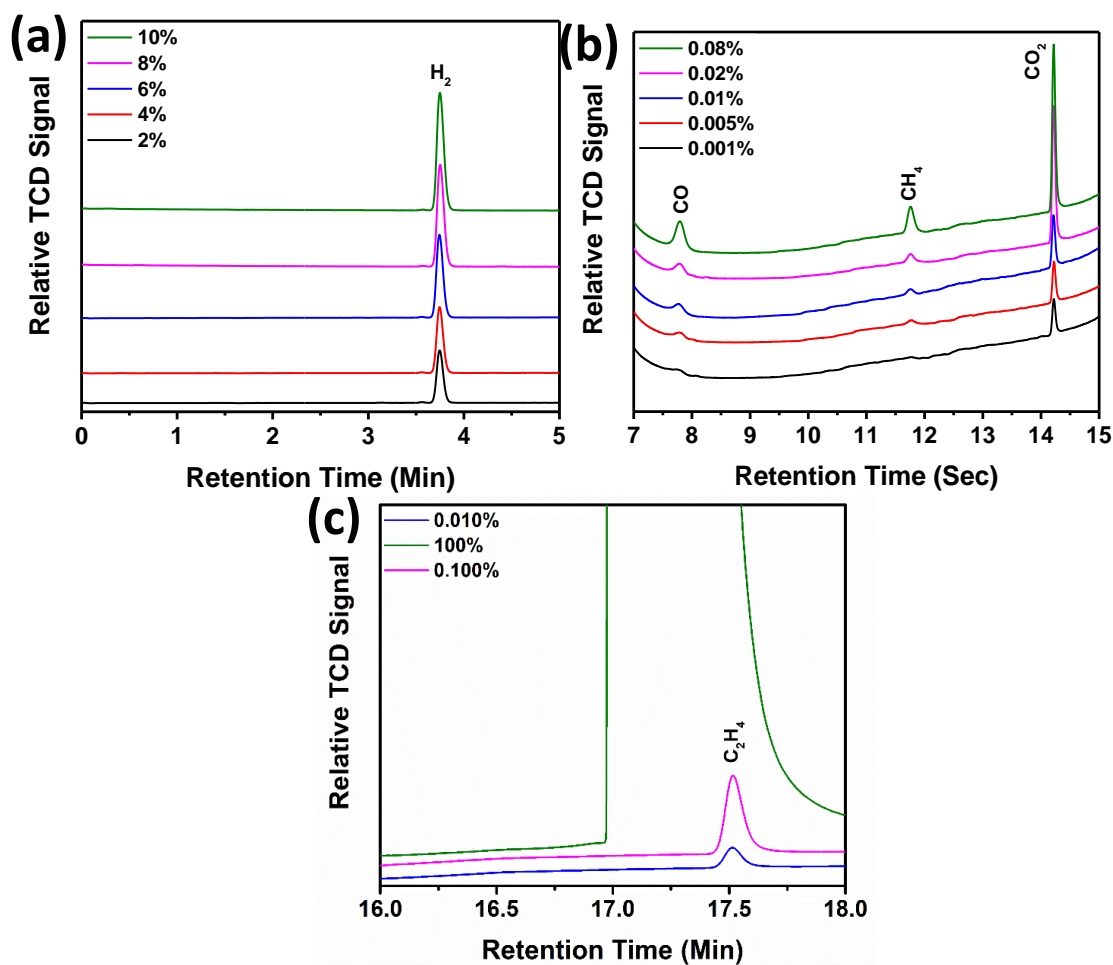 (a)
10%
8%
6%
4%
2%
H₂
Relative TCD Signal
0 1 2 3 4 5
Retention Time (Min)
(b)
0.08%
0.02%
0.01%
0.005%
0.001%
CO
CH₄
CO₂
Relative TCD Signal
7 8 9 10 11 12 13 14 15
Retention Time (Sec)
(c)
0.010%
100%
0.100%
C₂H₄
Relative TCD Signal
16.0 16.5 17.0 17.5 18.0
Retention Time (Min)